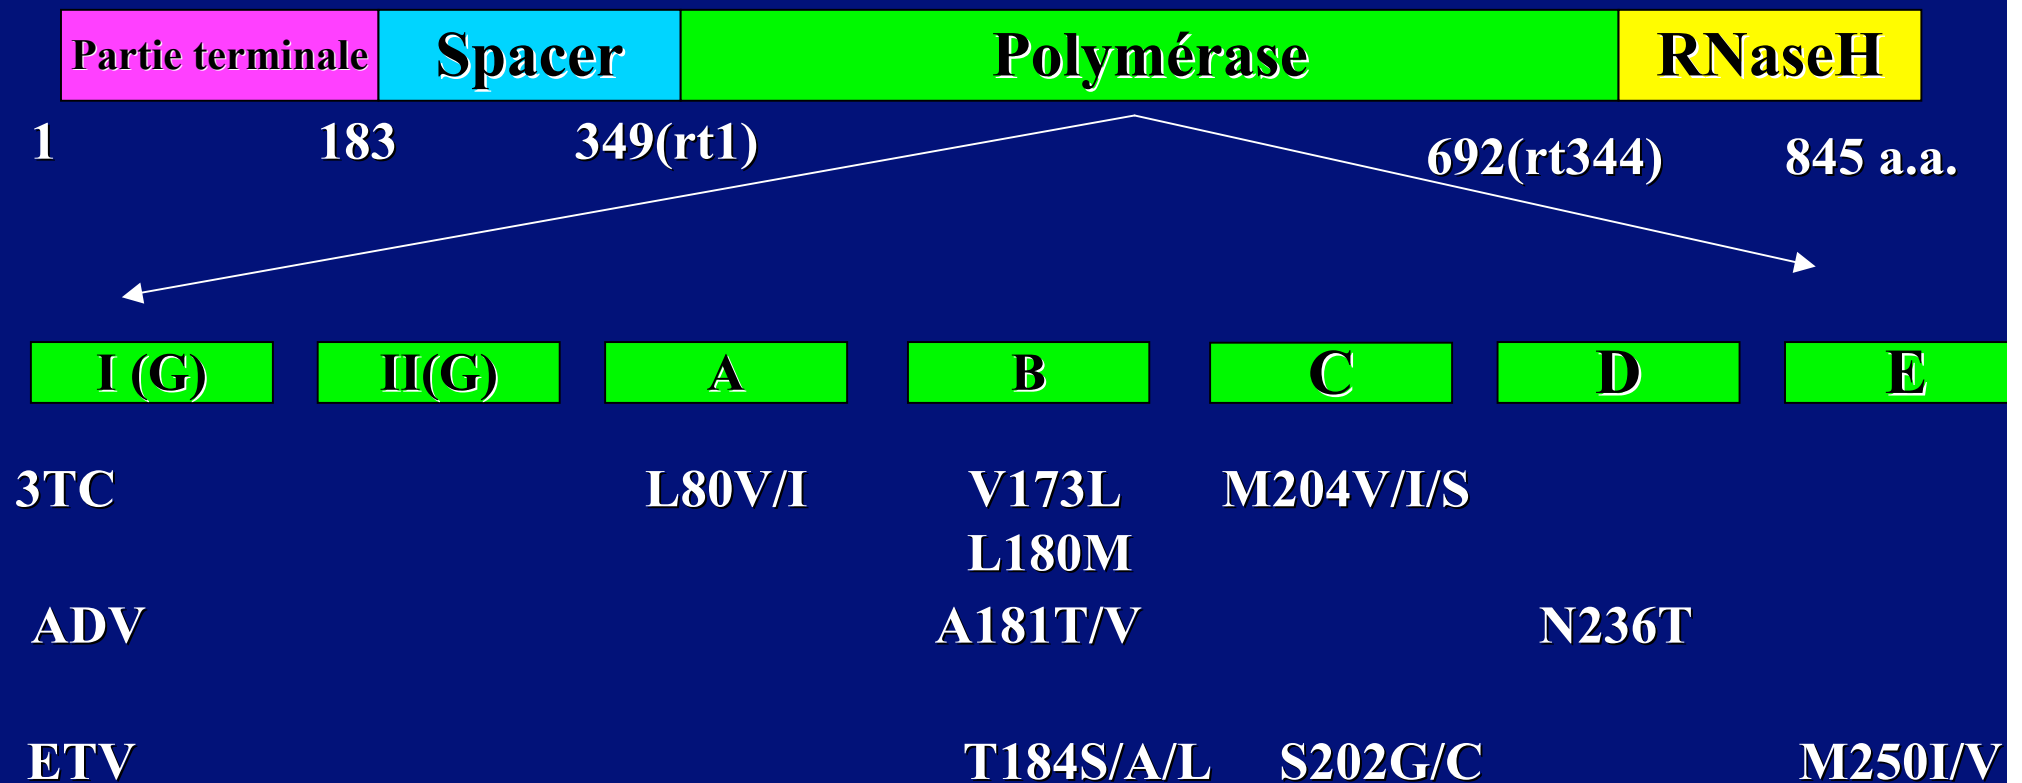 Partie terminale Spacer Polymérase RNaseH
1 183 349(rt1) 692(rt344) 845 a.a.
I (G) II(G) A B C D E
3TC L80V/I V173L M204V/I/S
L180M
ADV A181T/V N236T
ETV T184S/A/L S202G/C M250I/V